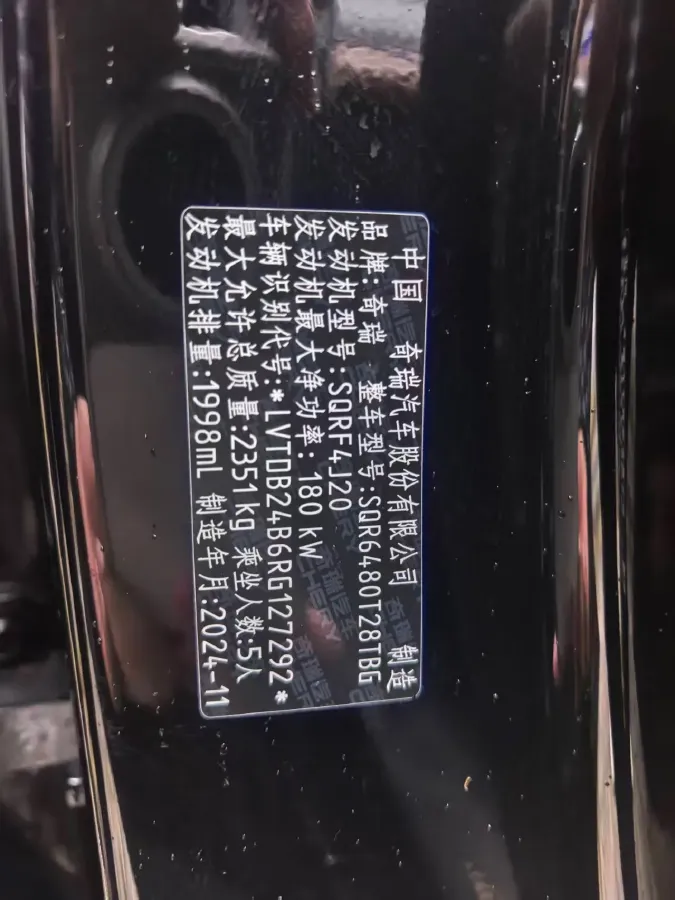 中国 奇瑞汽车股份有限公司 制造
品牌:奇瑞 整车型号:SQR6480T28TBG
发动机型号:SQRF4J20
发动机最大净功率:180 kW
车辆识别代号:*LVTDB24B6RG127292*
最大允许总质量:2351kg 乘坐人数:5人
发动机排量:1998mL 制造年月:2024-11